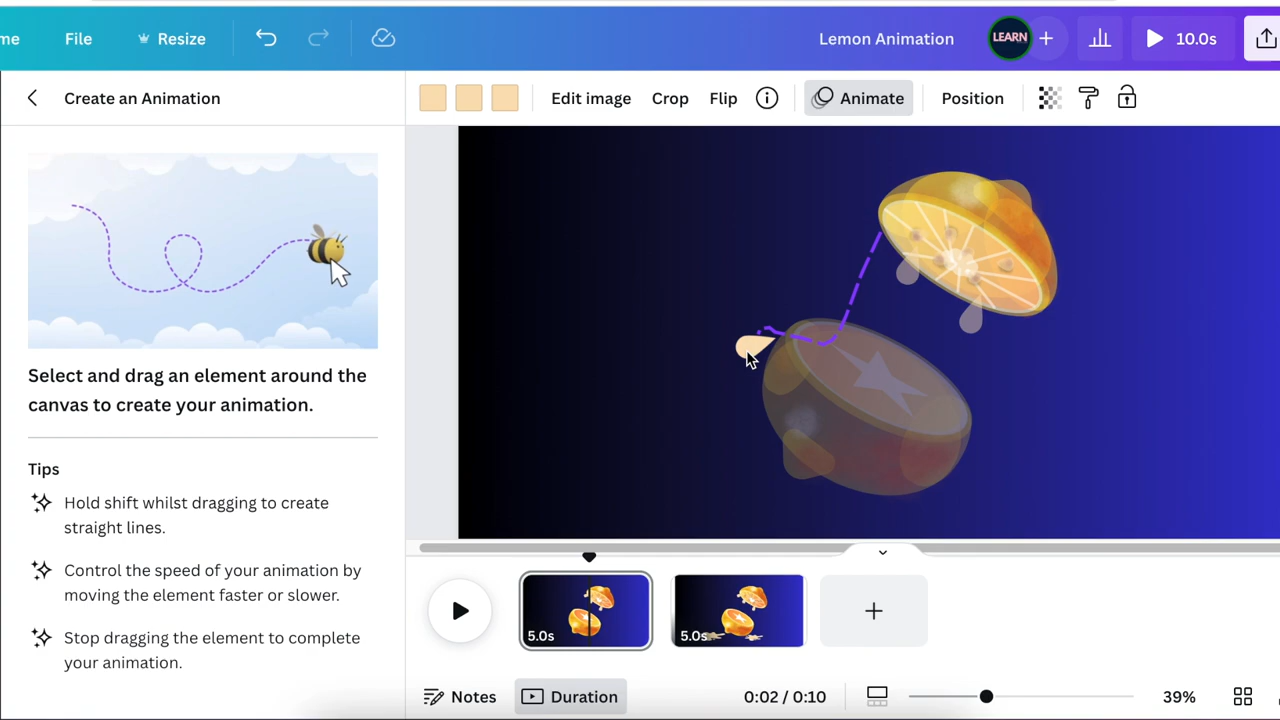 me
File
Resize
Lemon Animation
LEARN
10.0s
Create an Animation
Edit image
Crop
Flip
Animate
Position
Select and drag an element around the
canvas to create your animation.
Tips
Hold shift whilst dragging to create
straight lines.
Control the speed of your animation by
moving the element faster or slower.
Stop dragging the element to complete
your animation.
5.0s
5.0s
Notes
Duration
0:02 / 0:10
39%